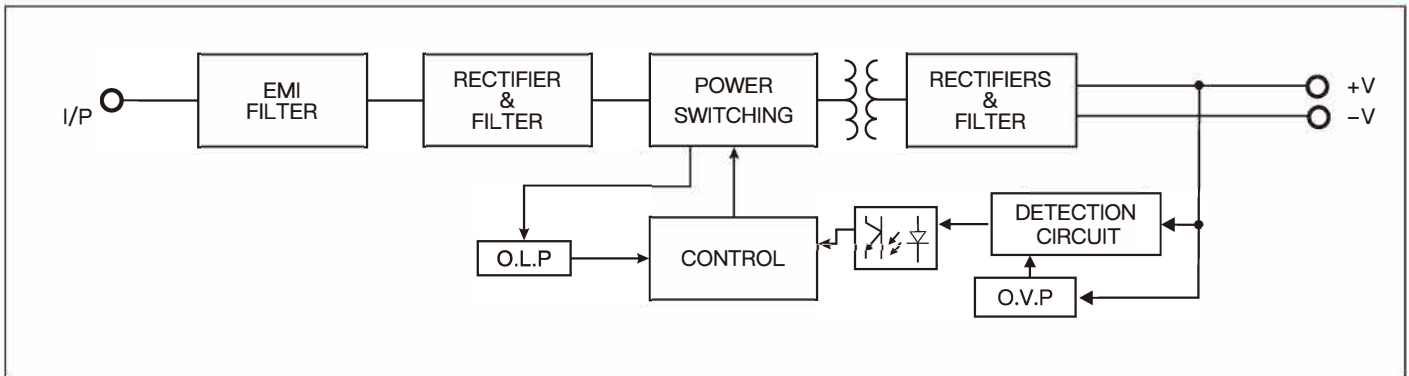 I/P
EMI
FILTER
RECTIFIER
&
FILTER
POWER
SWITCHING
RECTIFIERS
&
FILTER
+V
−V
O.L.P
CONTROL
DETECTION
CIRCUIT
O.V.P